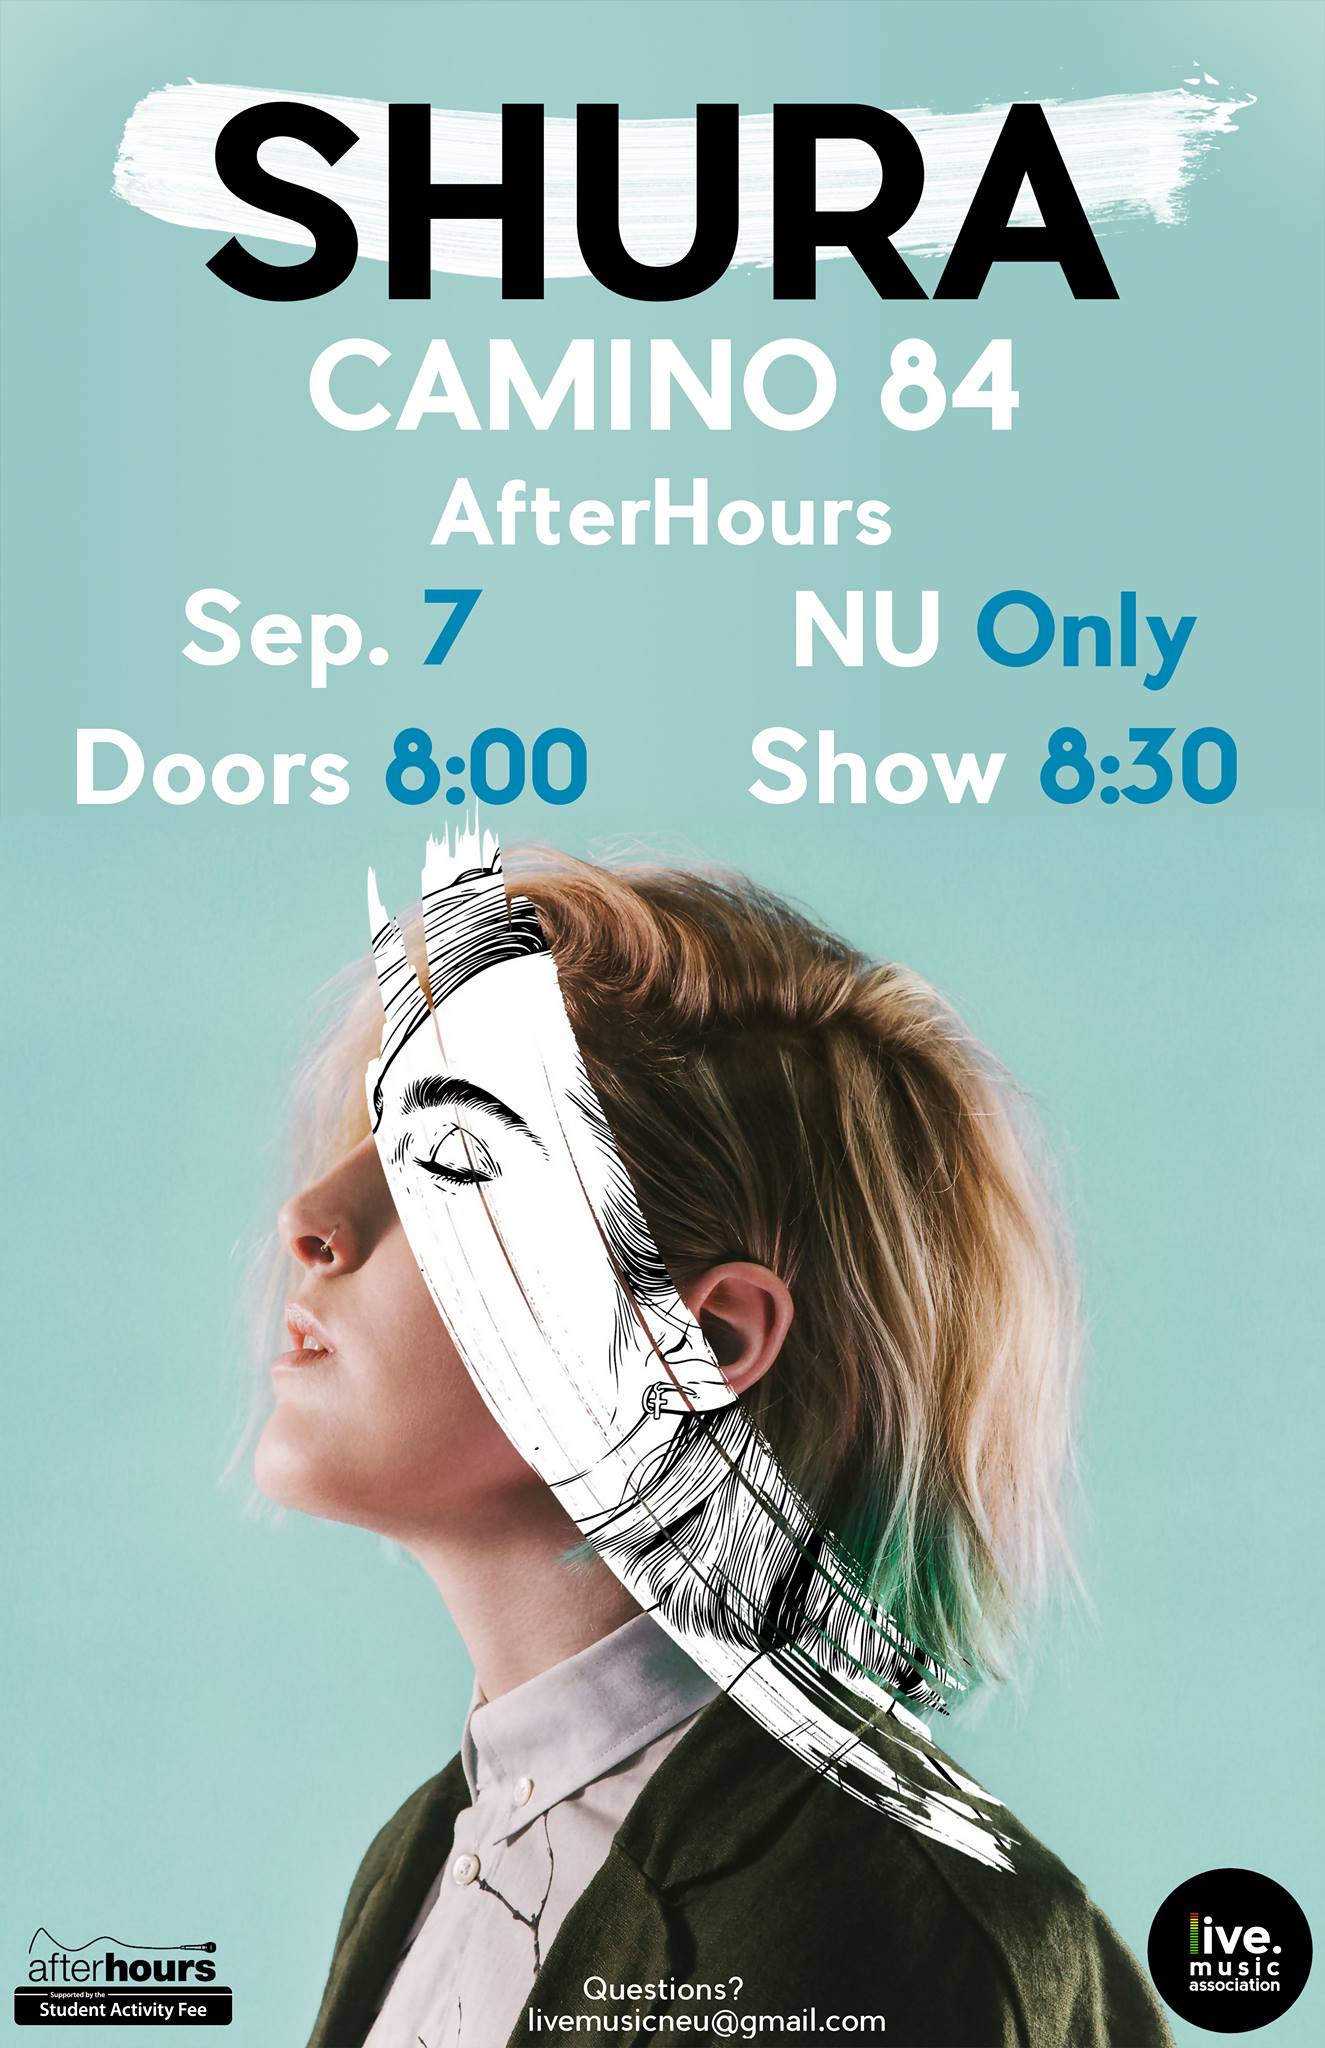 SHURA
CAMINO 84
AfterHours
Sep. 7
NU Only
Doors 8:00
Show 8:30
afterhours
Supported by the
Student Activity Fee
Questions?
livemusicneu@gmail.com
live.
music
association